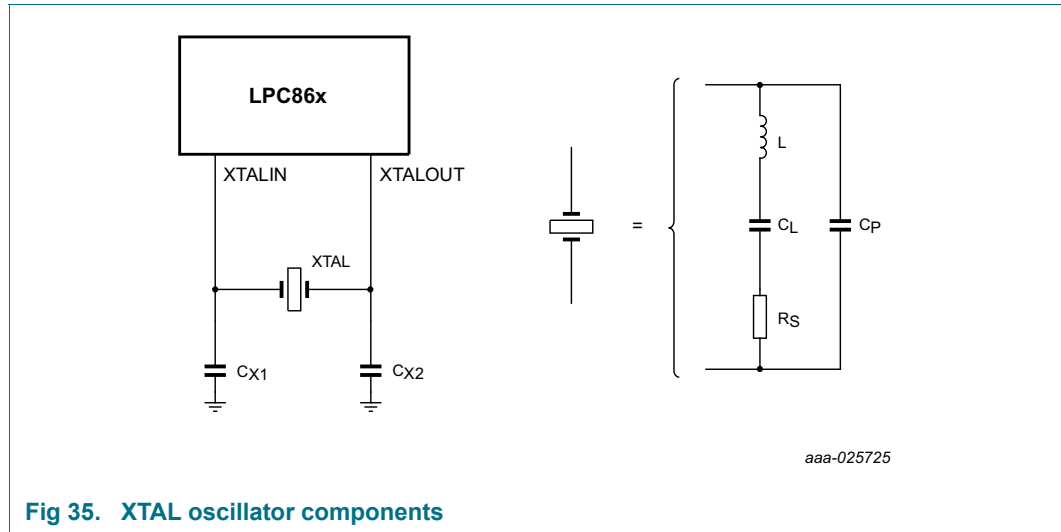 LPC86x
XTALIN
XTALOUT
XTAL
CX1
CX2
=
L
CL
CP
RS
aaa-025725
Fig 35. XTAL oscillator components